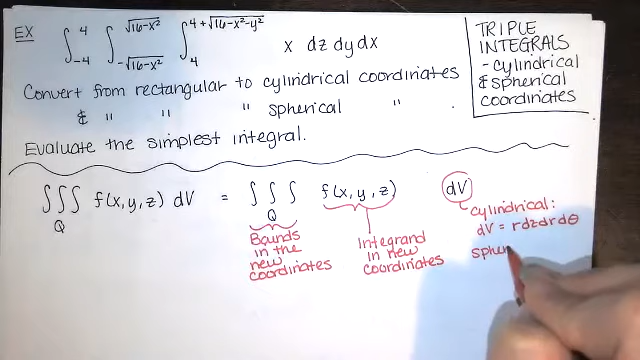 EX ∫_{-4}^{4} ∫_{-√(16-x²)}^{√(16-x²)} ∫_{4}^{4+√(16-x²-y²)} x dz dy dx
Convert from rectangular to cylindrical coordinates
& " " " spherical " .
Evaluate the simplest integral.
TRIPLE
INTEGRALS
- cylindrical
& spherical
coordinates
∫∫∫_Q f(x,y,z) dV = ∫∫∫_Q f(x,y,z) dV
Bounds
in the
new
coordinates
Integrand
in new
coordinates
cylindrical:
dV = r dz dr dθ
spher